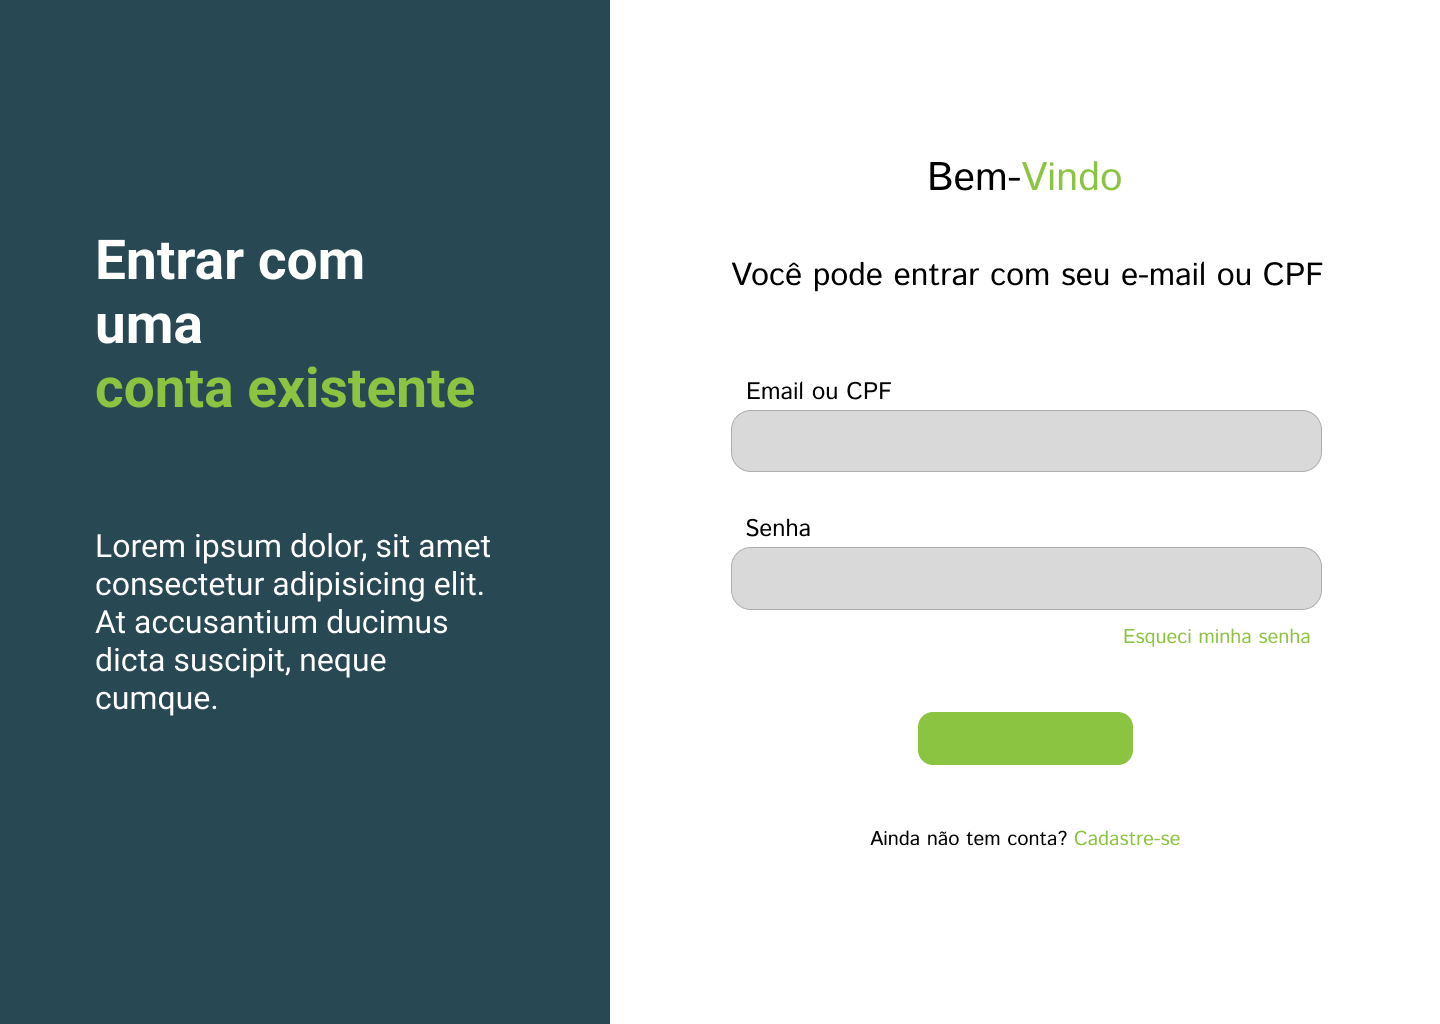 Entrar com
uma
conta existente
Lorem ipsum dolor, sit amet
consectetur adipisicing elit.
At accusantium ducimus
dicta suscipit, neque
cumque.
Bem-Vindo
Você pode entrar com seu e-mail ou CPF
Email ou CPF
Senha
Esqueci minha senha
Ainda não tem conta? Cadastre-se